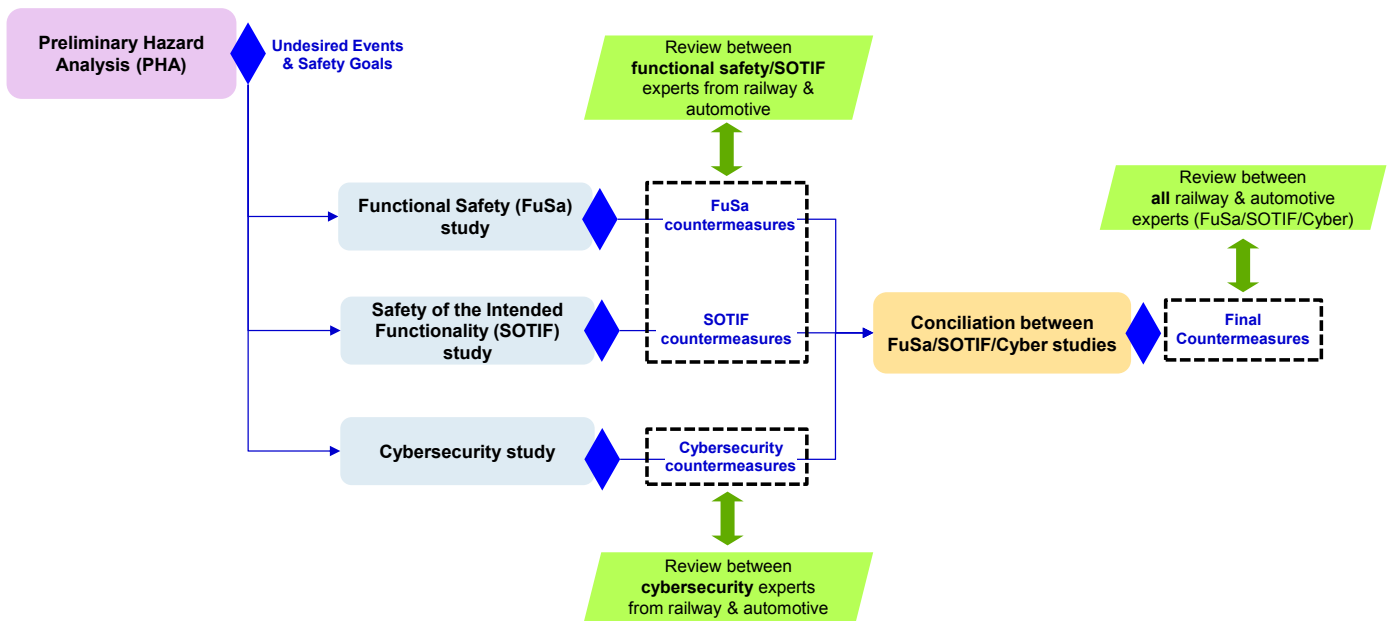 Preliminary Hazard
Analysis (PHA)
Undesired Events
& Safety Goals
Review between
functional safety/SOTIF
experts from railway &
automotive
Review between
all railway & automotive
experts (FuSa/SOTIF/Cyber)
Functional Safety (FuSa)
study
FuSa
countermeasures
Safety of the Intended
Functionality (SOTIF)
study
SOTIF
countermeasures
Conciliation between
FuSa/SOTIF/Cyber studies
Final
Countermeasures
Cybersecurity study
Cybersecurity
countermeasures
Review between
cybersecurity experts
from railway & automotive